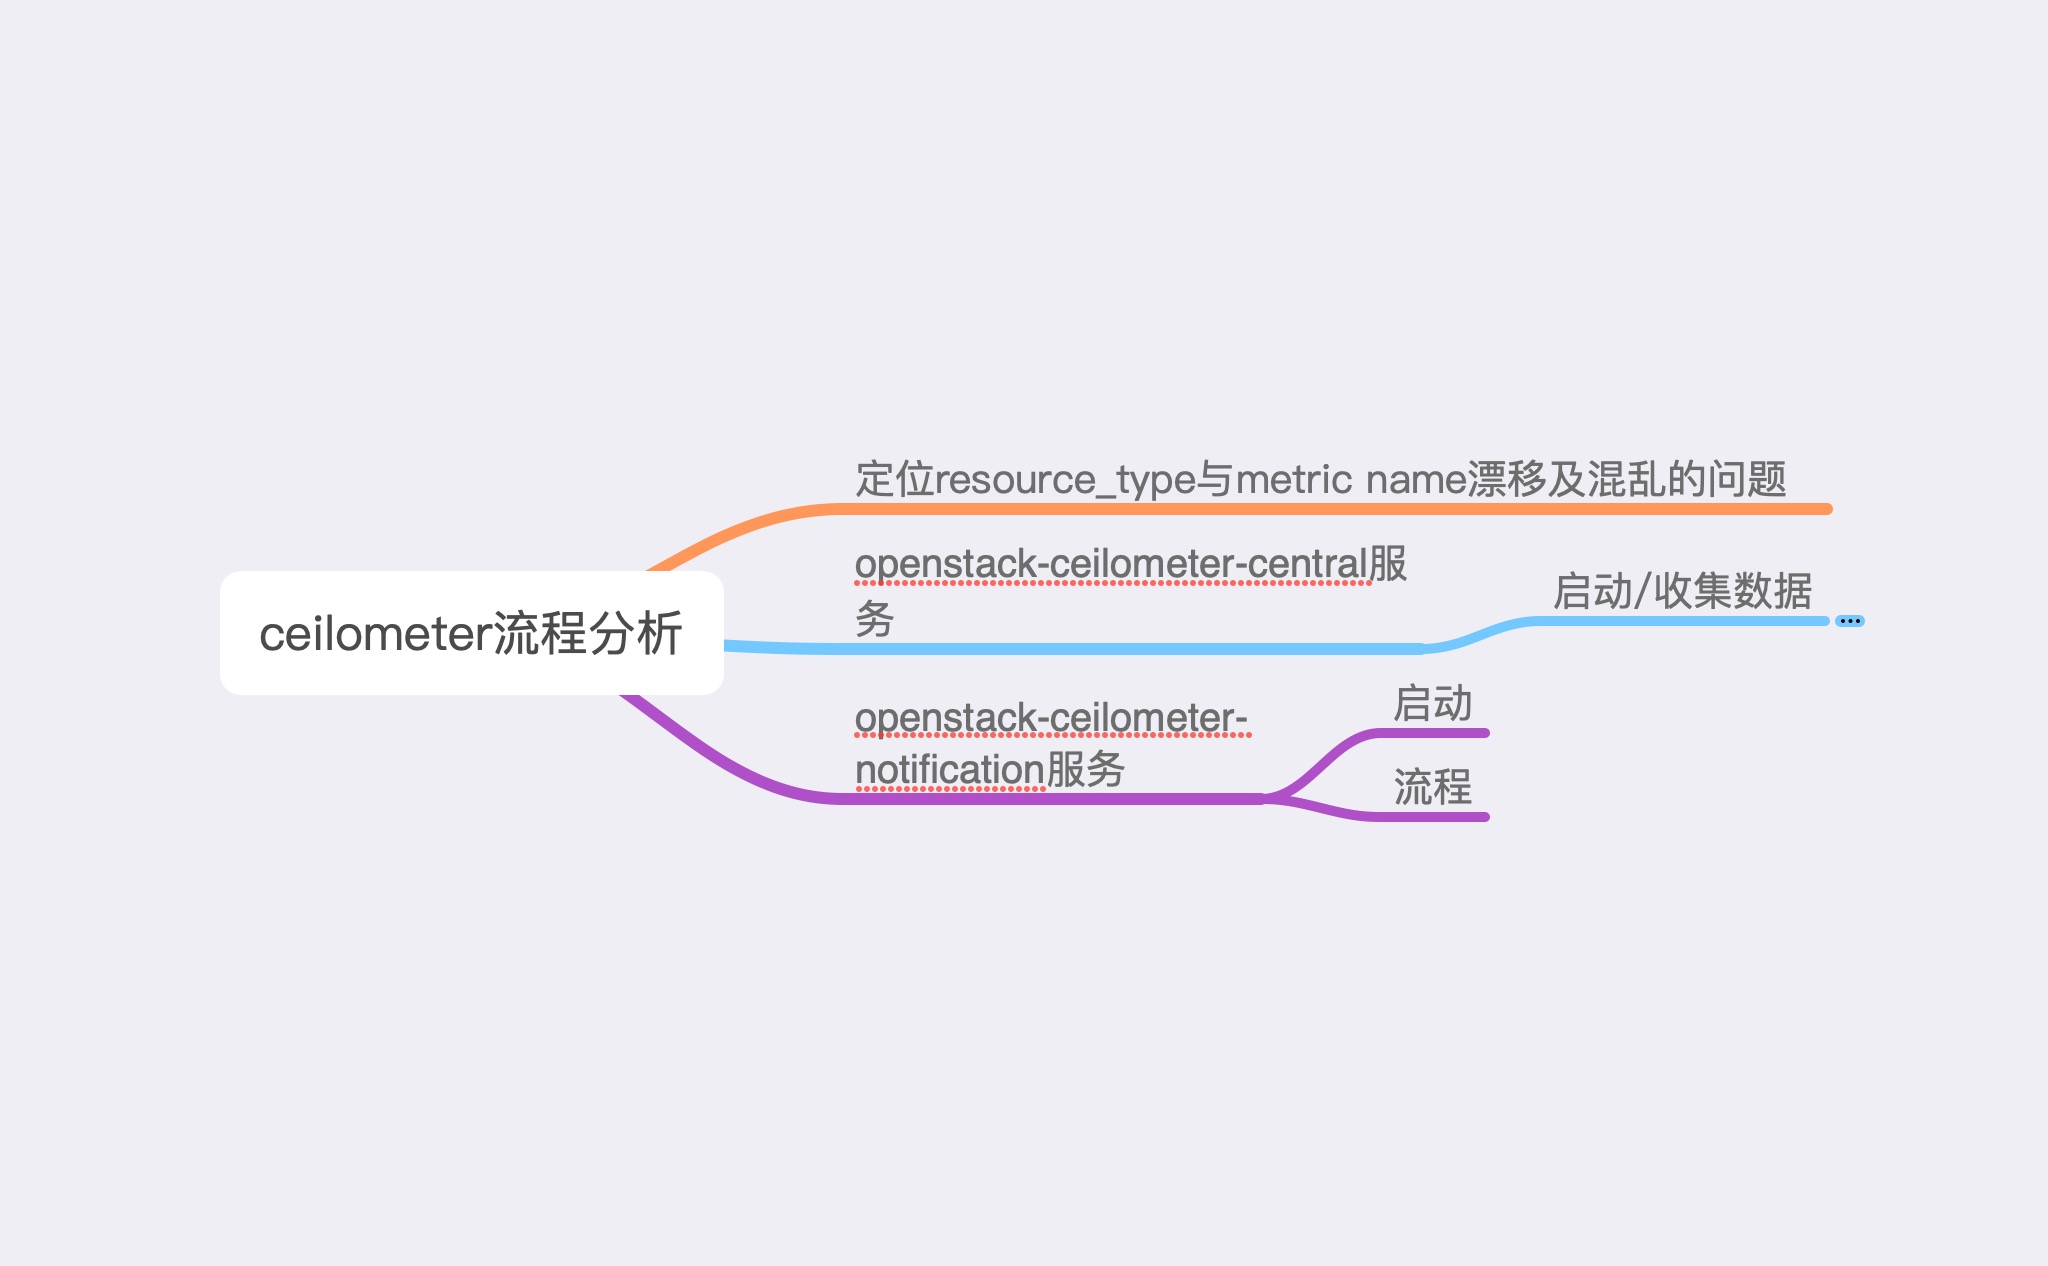 定位resource_type与metric name漂移及混乱的问题
openstack-ceilometer-central服
务
启动/收集数据
ceilometer流程分析
openstack-ceilometer-
notification服务
启动
流程